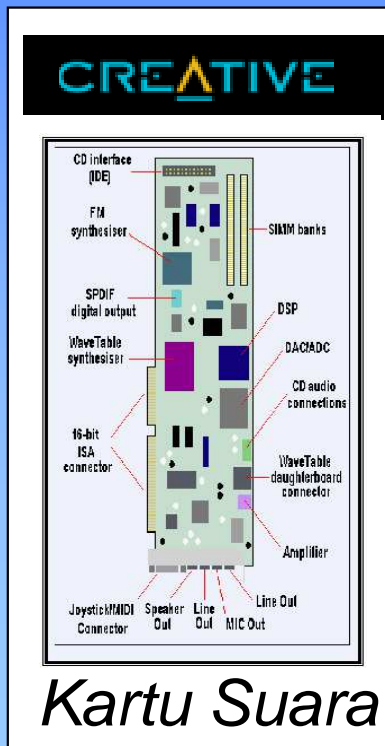 CREATIVE
CD interface
(IDE)
FM
synthesiser
SIMM banks
SPDIF
digital output
DSP
WaveTable
synthesiser
DAC/ADC
CD audio
connections
16-bit
ISA
connector
WaveTable
daughterboard
connector
Amplifier
Joystick/MIDI
Connector
Speaker
Out
Line
Out
MIC Out
Line Out
Kartu Suara